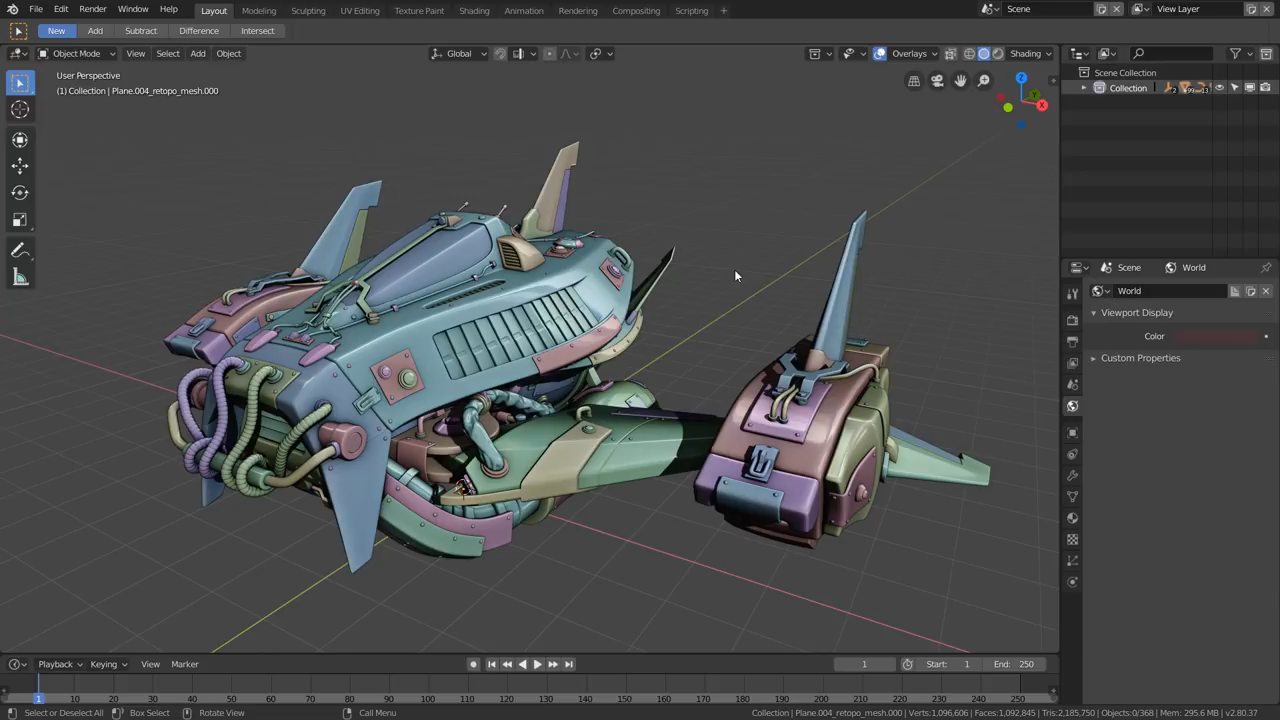 File Edit Render Window Help Layout Modeling Sculpting UV Editing Texture Paint Shading Animation Rendering Compositing Scripting + Scene View Layer
New Add Subtract Difference Intersect
Object Mode View Select Add Object Global Overlays Shading
User Perspective
(1) Collection | Plane.004_retopo_mesh.000
Z
Y
X
Scene Collection
Collection
Scene World
World
Viewport Display
Color
Custom Properties
Playback Keying View Marker 1 Start: 1 End: 250
1 10 20 30 40 50 60 70 80 90 100 110 120 130 140 150 160 170 180 190 200 210 220 230 240 250
Select or Deselect All Box Select Rotate View Call Menu Collection | Plane.004_retopo_mesh.000 | Verts:1,096,606 | Faces:1,092,845 | Tris:2,185,750 | Objects:0/368 | Mem: 295.6 MB | v2.80.37